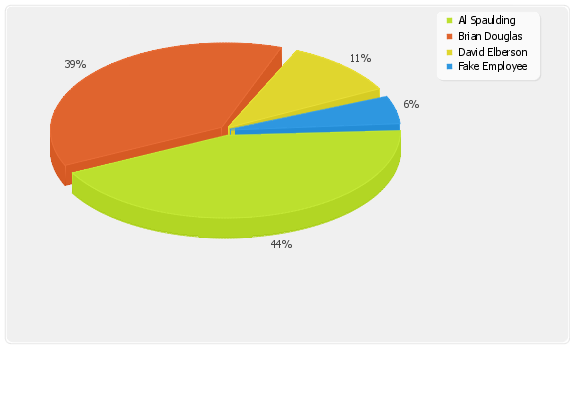 Al Spaulding
Brian Douglas
David Elberson
Fake Employee
39%
11%
6%
44%